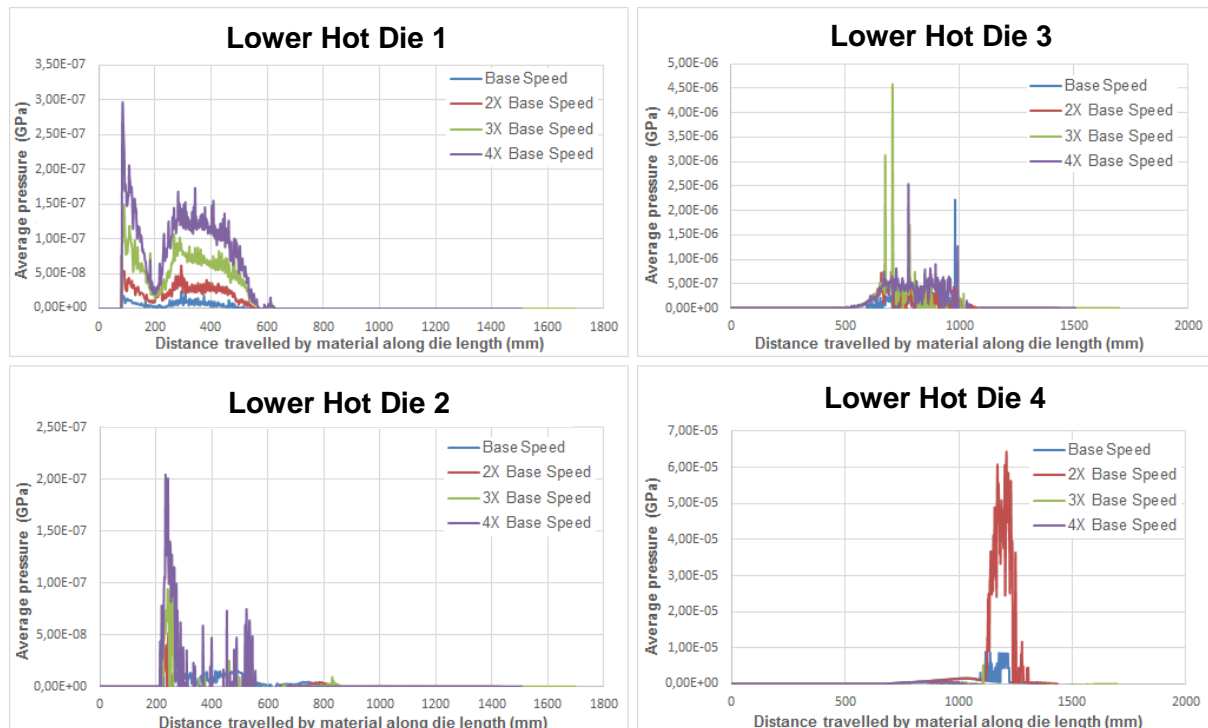 Lower Hot Die 1
3,50E-07
3,00E-07
2,50E-07
2,00E-07
1,50E-07
1,00E-07
5,00E-08
0,00E+00
Average pressure (GPa)
Base Speed
2X Base Speed
3X Base Speed
4X Base Speed
0 200 400 600 800 1000 1200 1400 1600 1800
Distance travelled by material along die length (mm)
Lower Hot Die 3
5,00E-06
4,50E-06
4,00E-06
3,50E-06
3,00E-06
2,50E-06
2,00E-06
1,50E-06
1,00E-06
5,00E-07
0,00E+00
Average pressure (GPa)
Base Speed
2X Base Speed
3X Base Speed
4X Base Speed
0 500 1000 1500 2000
Distance travelled by material along die length (mm)
Lower Hot Die 2
2,50E-07
2,00E-07
1,50E-07
1,00E-07
5,00E-08
0,00E+00
Average pressure (GPa)
Base Speed
2X Base Speed
3X Base Speed
4X Base Speed
0 200 400 600 800 1000 1200 1400 1600 1800
Distance travelled by material along die length (mm)
Lower Hot Die 4
7,00E-05
6,00E-05
5,00E-05
4,00E-05
3,00E-05
2,00E-05
1,00E-05
0,00E+00
Average pressure (GPa)
Base Speed
2X Base Speed
3X Base Speed
4X Base Speed
0 500 1000 1500 2000
Distance travelled by material along die length (mm)